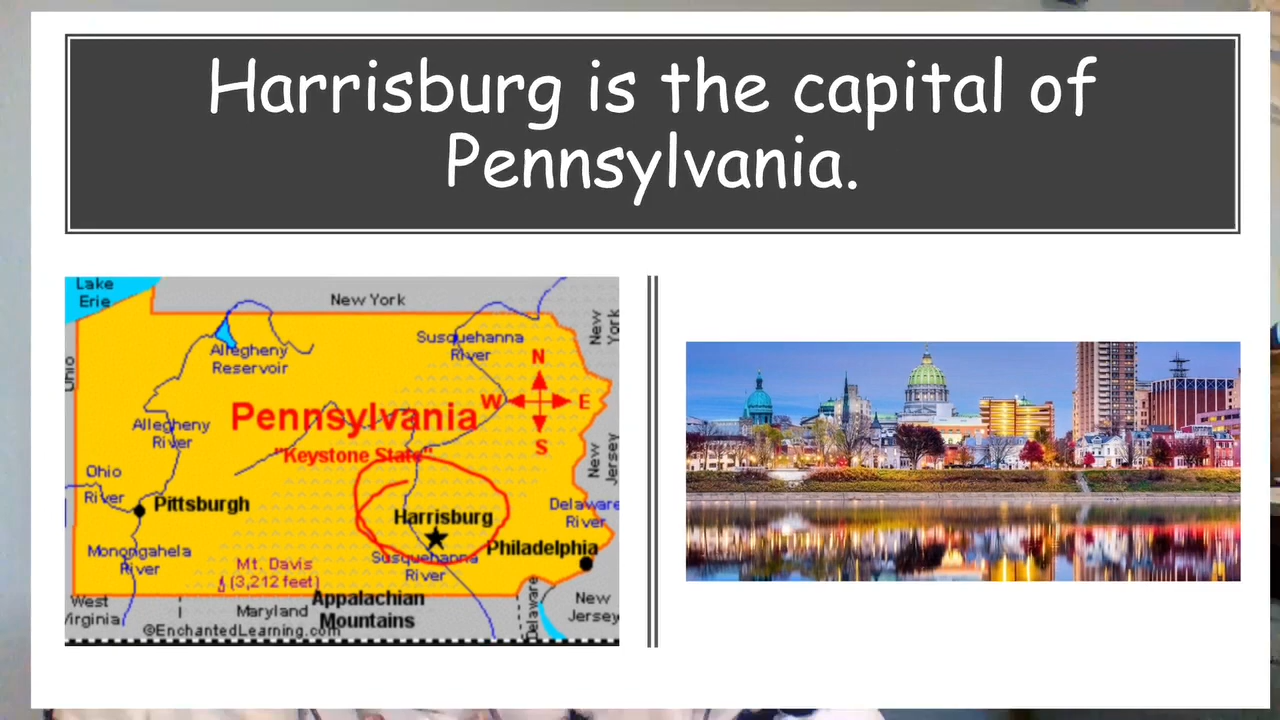 Harrisburg is the capital of
Pennsylvania.
Lake
Erie
New York
New
York
Ohio
Allegheny
Reservoir
Susquehanna
River
N
W
E
S
Pennsylvania
"Keystone State"
Allegheny
River
New
Jersey
Ohio
River
Pittsburgh
Harrisburg
Delaware
River
Monongahela
River
Mt. Davis
(3,212 feet)
Susquehanna
River
Philadelphia
West
Virginia
Maryland
Appalachian
Mountains
Delaware
New
Jersey
©EnchantedLearning.com